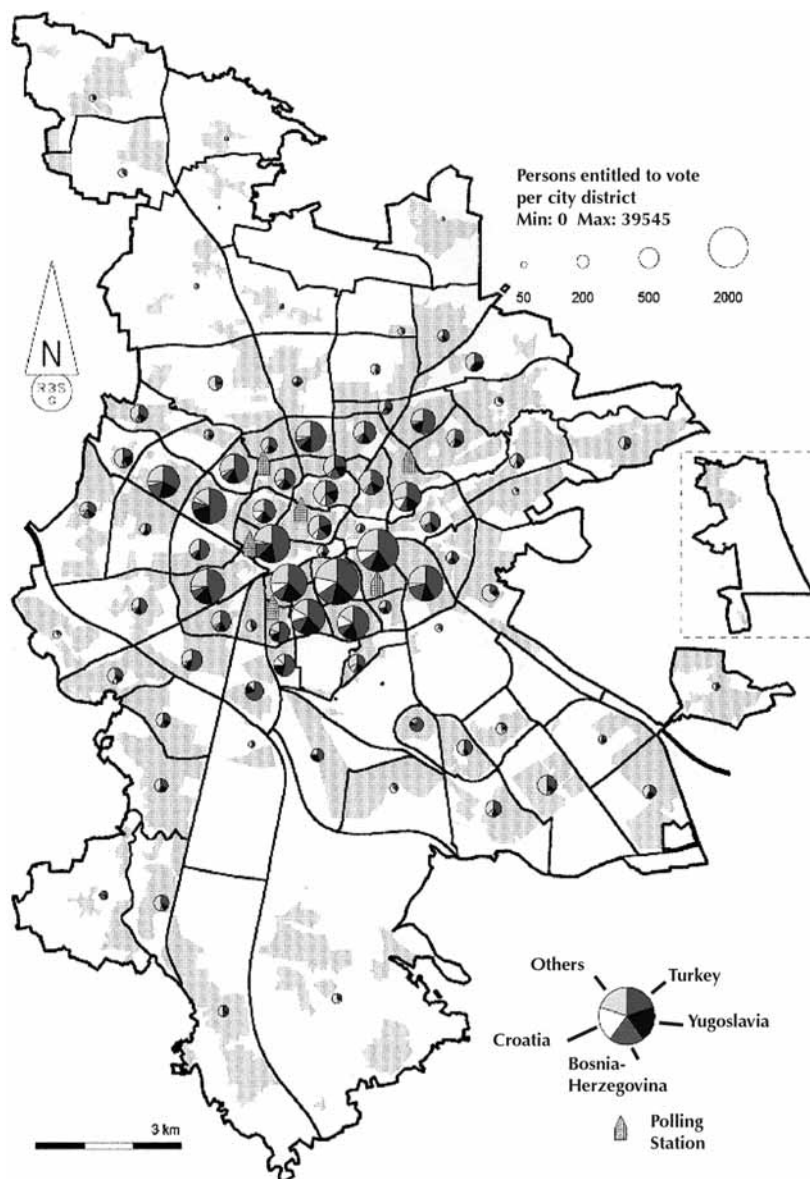 Persons entitled to vote
per city district
Min: 0 Max: 39545
50 200 500 2000
N
Others
Turkey
Croatia
Yugoslavia
Bosnia-
Herzegovina
3 km
Polling
Station